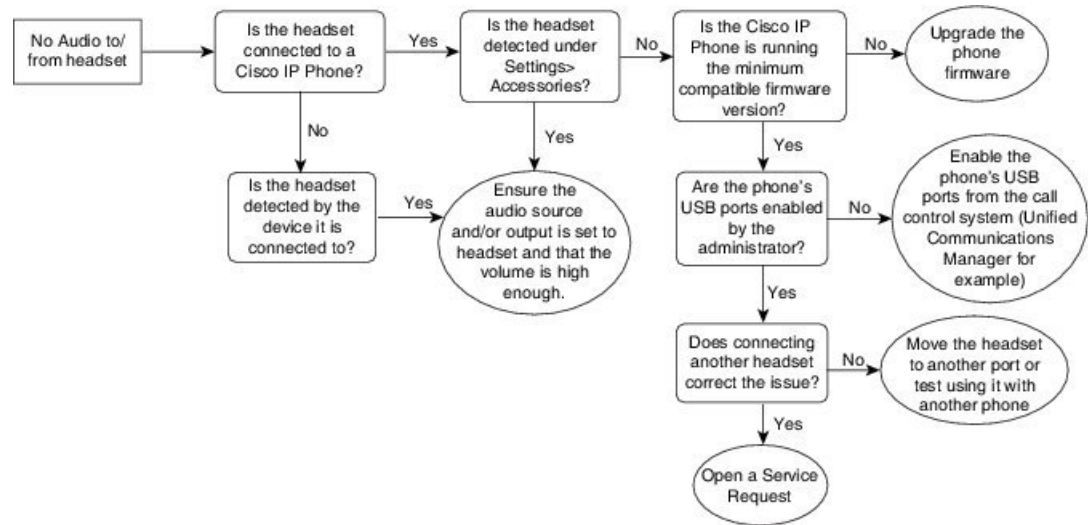 No Audio to/
from headset
Is the headset
connected to a
Cisco IP Phone?
Yes
Is the headset
detected under
Settings>
Accessories?
No
Is the Cisco IP
Phone is running
the minimum
compatible firmware
version?
No
Upgrade the
phone
firmware
No
Yes
Yes
Is the headset
detected by the
device it is
connected to?
Yes
Ensure the
audio source
and/or output is set to
headset and that the
volume is high
enough.
Are the phone's
USB ports enabled
by the
administrator?
No
Enable the
phone's USB
ports from the call
control system (Unified
Communications
Manager for
example)
Yes
Does connecting
another headset
correct the issue?
No
Move the headset
to another port or
test using it with
another phone
Yes
Open a Service
Request